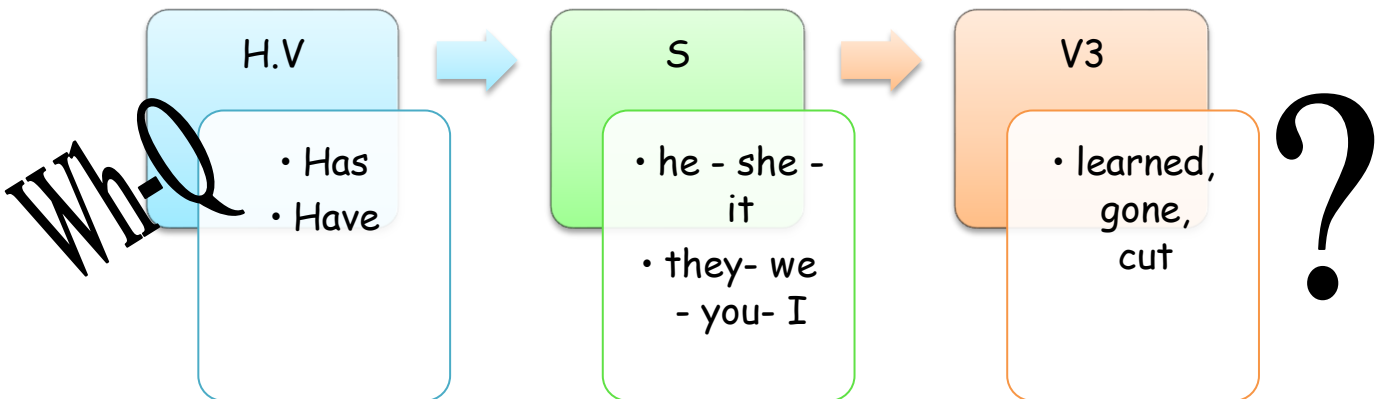 Wh-Q
H.V
• Has
• Have
S
• he - she -
it
• they- we
- you- I
V3
• learned,
gone,
cut
?